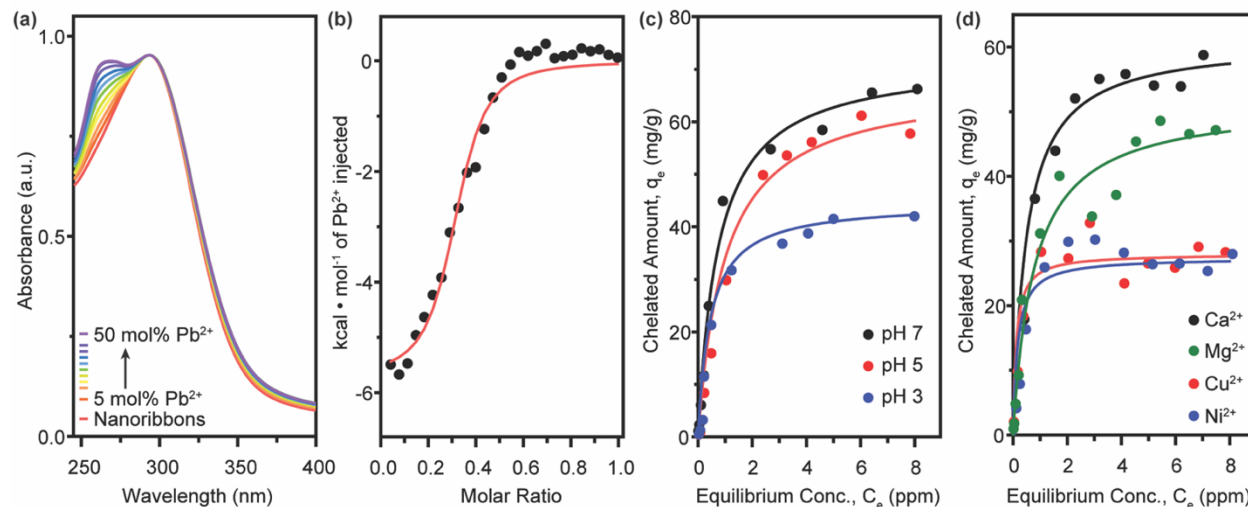 (a)
Absorbance (a.u.)
1.0
0.5
0.0
50 mol% Pb²⁺
5 mol% Pb²⁺
Nanoribbons
250 300 350 400
Wavelength (nm)
(b)
kcal • mol⁻¹ of Pb²⁺ injected
0
-2
-4
-6
0.0 0.2 0.4 0.6 0.8 1.0
Molar Ratio
(c)
Chelated Amount, qₑ (mg/g)
80
60
40
20
0
pH 7
pH 5
pH 3
0 2 4 6 8
Equilibrium Conc., Cₑ (ppm)
(d)
Chelated Amount, qₑ (mg/g)
60
40
20
0
Ca²⁺
Mg²⁺
Cu²⁺
Ni²⁺
0 2 4 6 8
Equilibrium Conc., Cₑ (ppm)